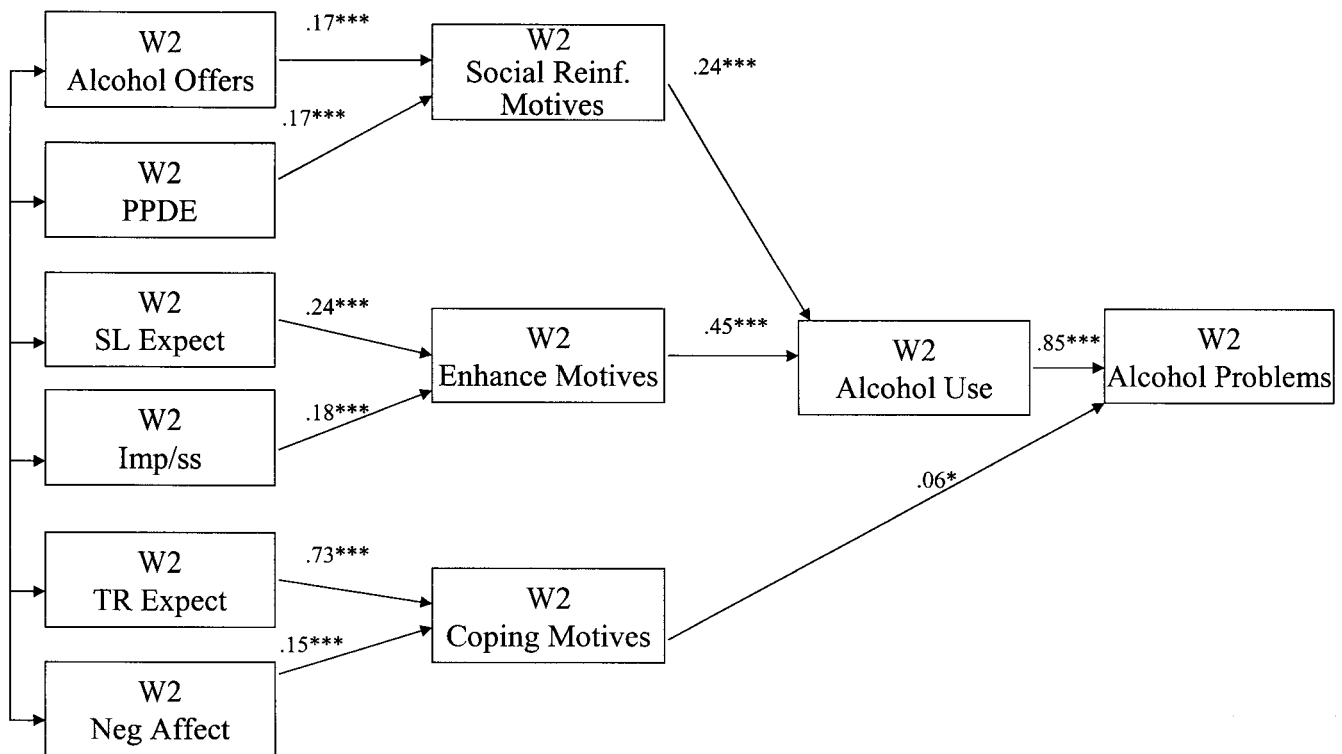 W2
Alcohol Offers
.17***
W2
Social Reinf.
Motives
.24***
.17***
W2
PPDE
W2
SL Expect
.24***
W2
Enhance Motives
.45***
W2
Alcohol Use
.85***
W2
Alcohol Problems
W2
Imp/ss
.18***
.06*
W2
TR Expect
.73***
W2
Coping Motives
.15***
W2
Neg Affect